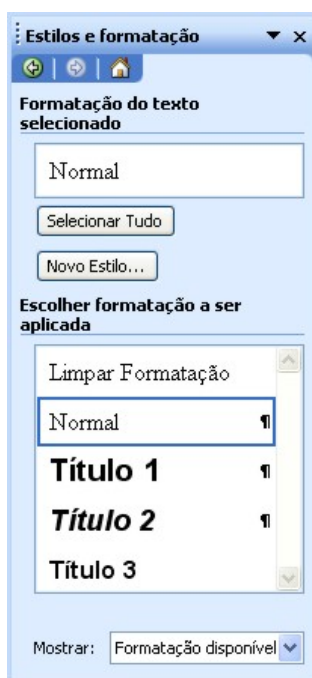 Estilos e formatação
Formatação do texto
selecionado
Normal
Selecionar Tudo
Novo Estilo...
Escolher formatação a ser
aplicada
Limpar Formatação
Normal ¶
Título 1 ¶
Título 2 ¶
Título 3
Mostrar: Formatação disponível